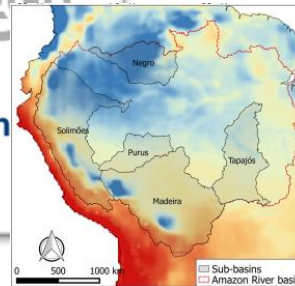 Negro
Solimões
Purus
Tapajós
Madeira
0 500 1000 km
Sub-basins
Amazon River basi